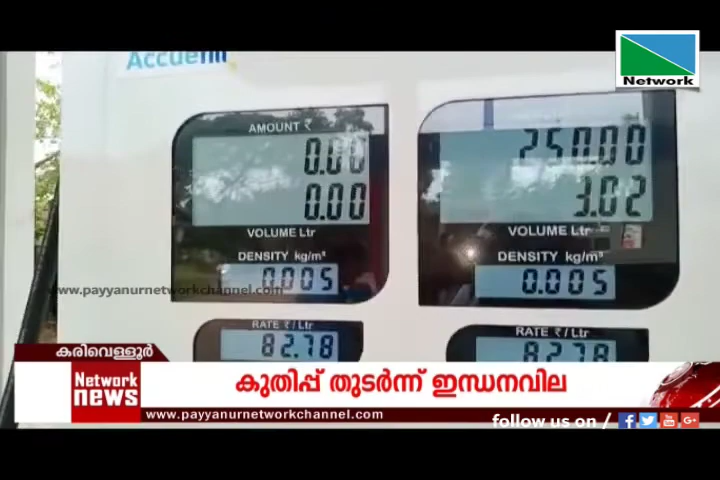 Accuefill
Network
AMOUNT ₹
0.00
0.00
VOLUME Ltr
DENSITY kg/m³
0.005
RATE ₹/Ltr
82.78
250.00
3.02
VOLUME Ltr
DENSITY kg/m³
0.005
RATE ₹/Ltr
82.78
www.payyanurnetworkchannel.com
കരിവെള്ളൂർ
Network
news
കുതിപ്പ് തുടർന്ന് ഇന്ധനവില
www.payyanurnetworkchannel.com
follow us on /